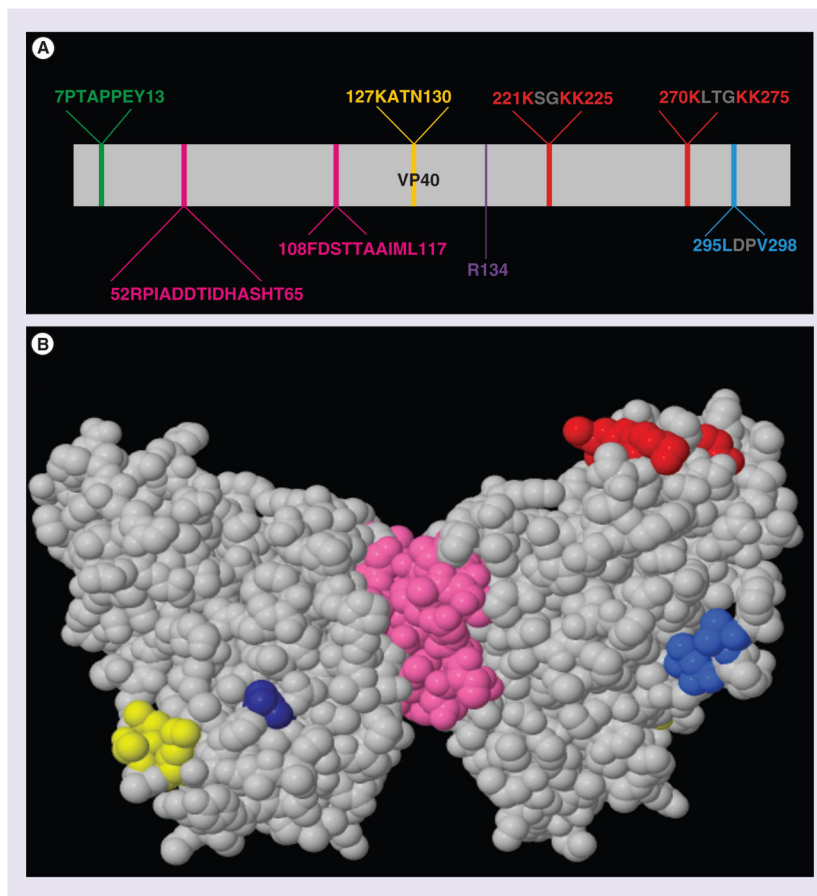 A
7PTAPPEY13
127KATN130
221KSGKK225
270KLTGKK275
VP40
108FDSTTAAIML117
295LDPV298
R134
52RPIADDTIDHASHT65
B